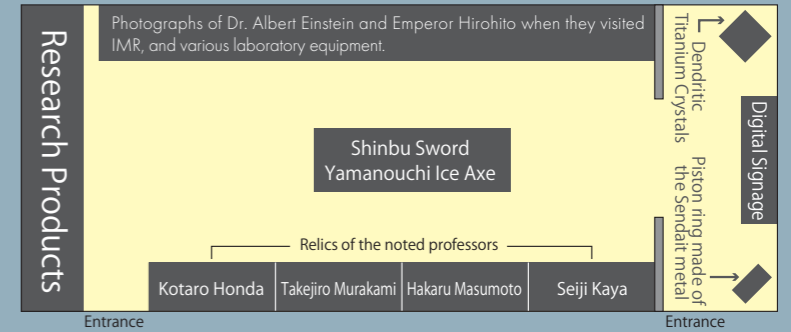 Research Products
Photographs of Dr. Albert Einstein and Emperor Hirohito when they visited
IMR, and various laboratory equipment.
Dendritic
Titanium Crystals
Digital Signage
Shinbu Sword
Yamanouchi Ice Axe
Piston ring made of
the Sendait metal
Relics of the noted professors
Kotaro Honda
Takejiro Murakami
Hakaru Masumoto
Seiji Kaya
Entrance
Entrance